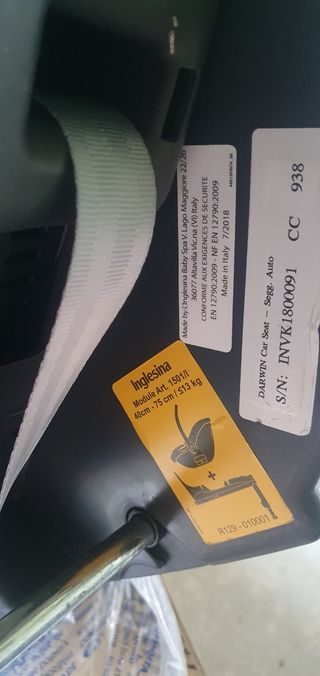 Made by L'Inglesina Baby Spa V. Lago Maggiore 22/26
36077 Altavilla Vic.na (VI) Italy
CONFORME AUX EXIGENCES DE SECURITE
EN 12790:2009 - NF EN 12790:2009
Made in Italy 7/2018
DARWIN Car Seat - Segg. Auto
S/N: INVK1800091 CC 938
Inglesina
Module Art. 1501/I
40cm - 75 cm / ≤13 kg
+
R129 - 010001